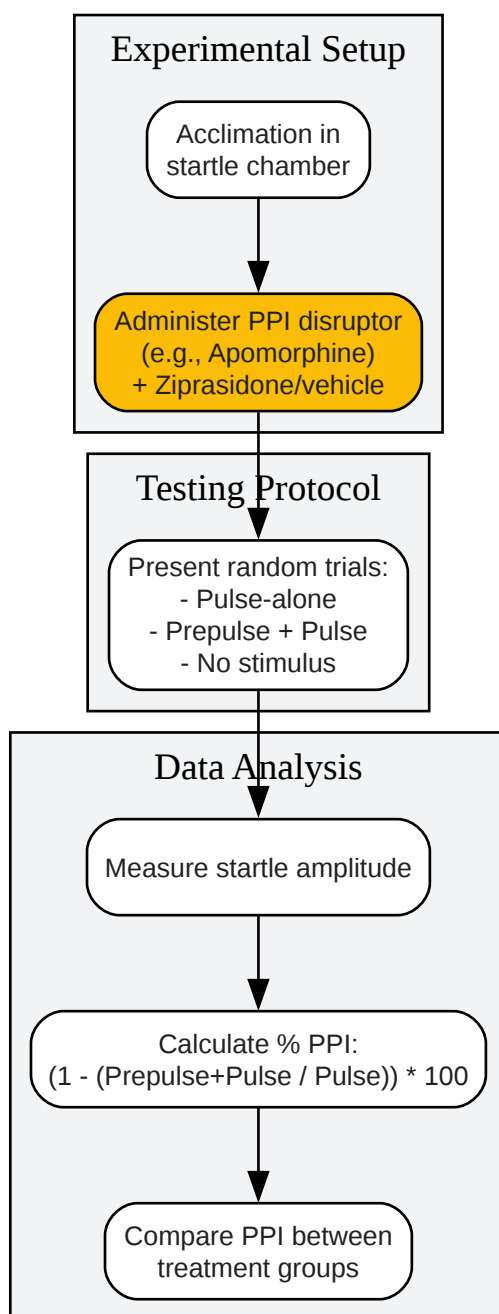 Experimental Setup
Acclimation in
startle chamber
Administer PPI disruptor
(e.g., Apomorphine)
+ Ziprasidone/vehicle
Testing Protocol
Present random trials:
- Pulse-alone
- Prepulse + Pulse
- No stimulus
Data Analysis
Measure startle amplitude
Calculate % PPI:
(1 - (Prepulse+Pulse / Pulse)) * 100
Compare PPI between
treatment groups